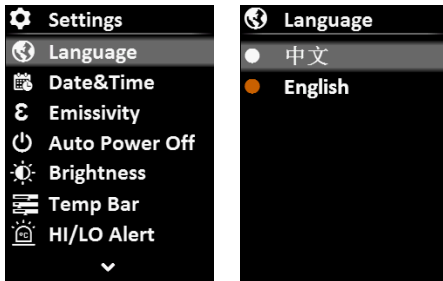 Settings
Language
Date&Time
Emissivity
Auto Power Off
Brightness
Temp Bar
HI/LO Alert
Language
中文
English